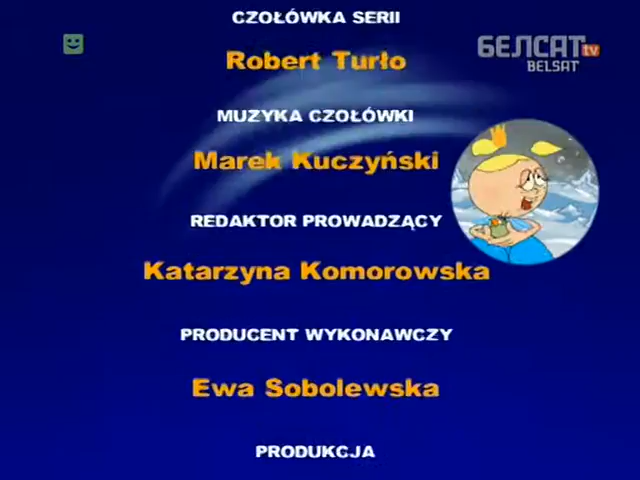 CZOŁÓWKA SERII
БЕЛСАТ tv
BELSAT
Robert Turło
MUZYKA CZOŁÓWKI
Marek Kuczyński
REDAKTOR PROWADZĄCY
Katarzyna Komorowska
PRODUCENT WYKONAWCZY
Ewa Sobolewska
PRODUKCJA